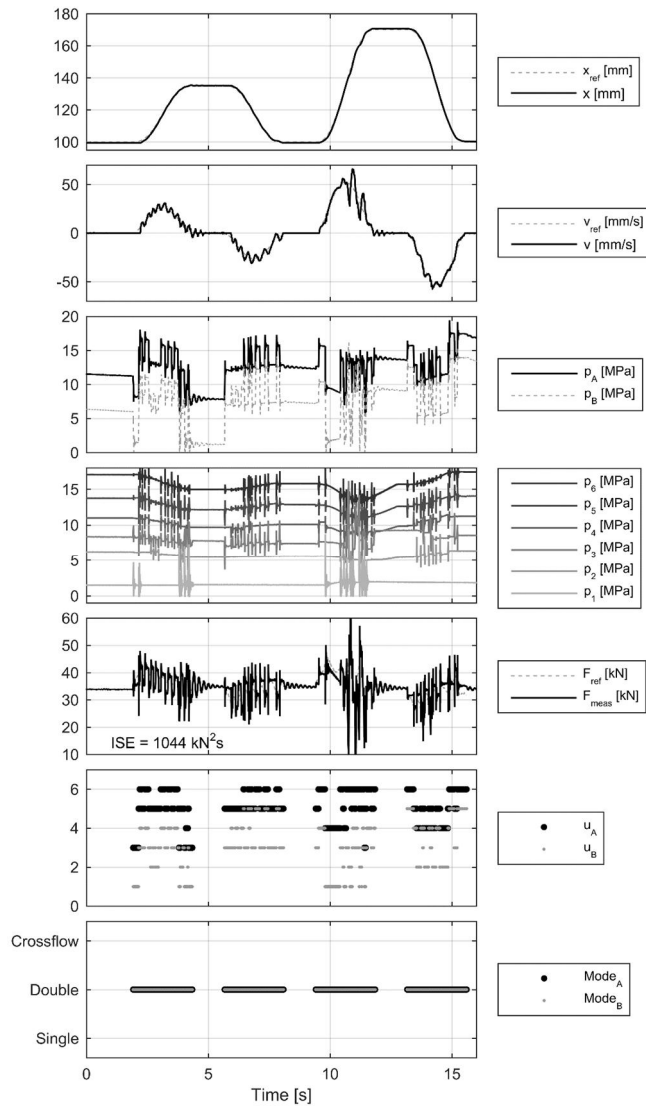 180
160
140
120
100
x_ref [mm]
x [mm]
50
0
-50
v_ref [mm/s]
v [mm/s]
20
15
10
5
0
p_A [MPa]
p_B [MPa]
15
10
5
0
p_6 [MPa]
p_5 [MPa]
p_4 [MPa]
p_3 [MPa]
p_2 [MPa]
p_1 [MPa]
60
50
40
30
20
10
ISE = 1044 kN²s
F_ref [kN]
F_meas [kN]
6
4
2
0
u_A
u_B
Crossflow
Double
Single
Mode_A
Mode_B
0 5 10 15
Time [s]